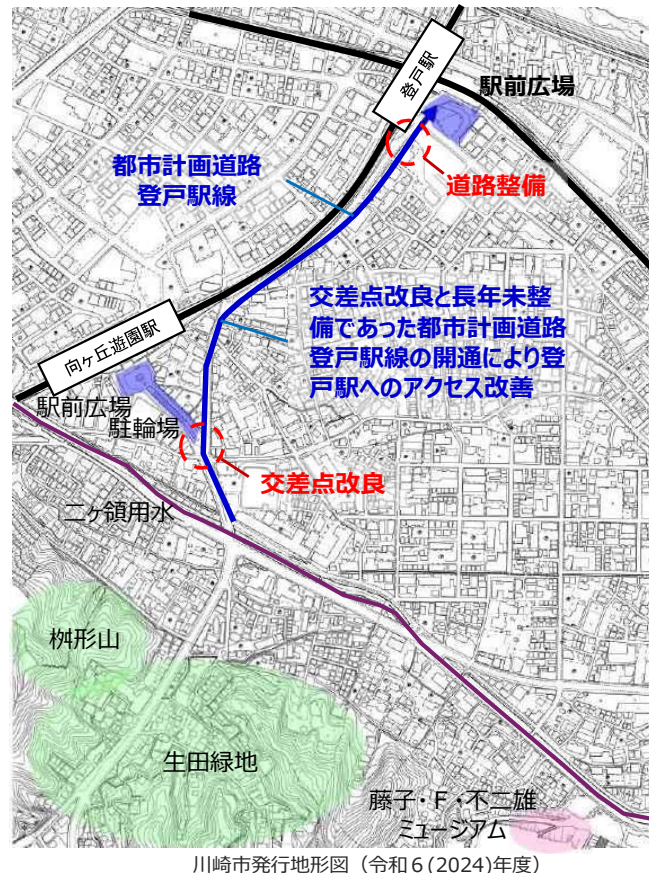 登戸駅
駅前広場
都市計画道路
登戸駅線
道路整備
交差点改良と長年未整
備であった都市計画道路
登戸駅線の開通により登
戸駅へのアクセス改善
向ヶ丘遊園駅
駅前広場
駐輪場
交差点改良
二ヶ領用水
桝形山
生田緑地
藤子・F・不二雄
ミュージアム
川崎市発行地形図（令和６(2024)年度）